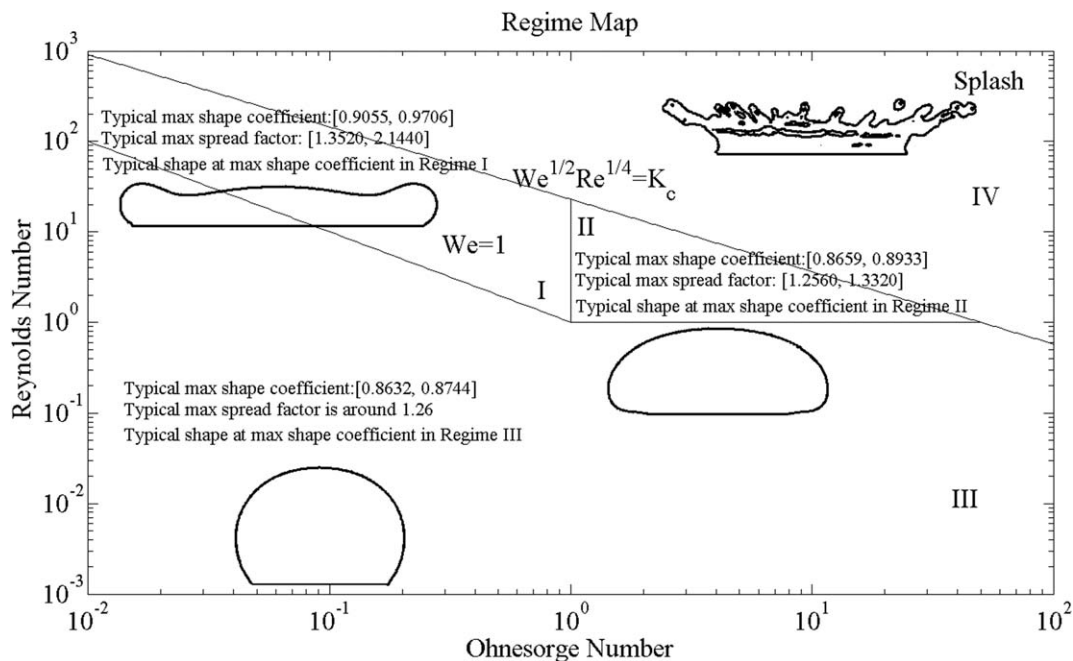 Regime Map
Splash
Typical max shape coefficient:[0.9055, 0.9706]
Typical max spread factor: [1.3520, 2.1440]
Typical shape at max shape coefficient in Regime I
We^{1/2}Re^{1/4}=K_c
IV
II
We=1
Typical max shape coefficient:[0.8659, 0.8933]
Typical max spread factor: [1.2560, 1.3320]
I
Typical shape at max shape coefficient in Regime II
Typical max shape coefficient:[0.8632, 0.8744]
Typical max spread factor is around 1.26
Typical shape at max shape coefficient in Regime III
III
Reynolds Number
10^3
10^2
10^1
10^0
10^{-1}
10^{-2}
10^{-3}
10^{-2} 10^{-1} 10^0 10^1 10^2
Ohnesorge Number